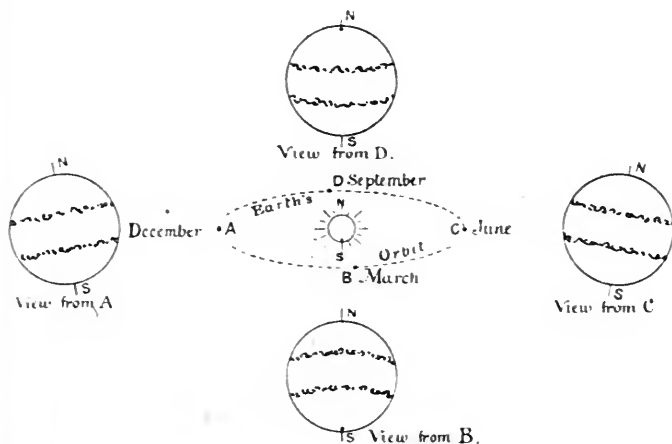 N
S
View from D.
N
S
View from A
December
A
D September
Earth's
N
S
C
June
Orbit
B
March
N
S
View from C
N
S
View from B.